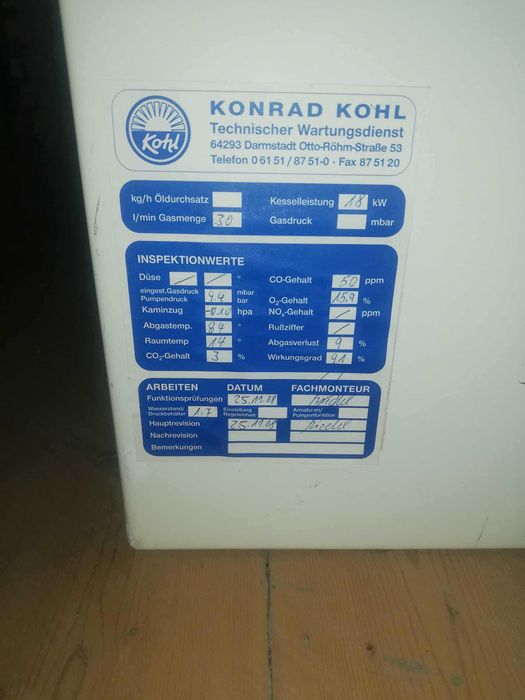 Kohl
KONRAD KOHL
Technischer Wartungsdienst
64293 Darmstadt Otto-Röhm-Straße 53
Telefon 0 61 51 / 87 51-0 · Fax 87 51 20
kg/h Öldurchsatz Kesselleistung 18 kW
l/min Gasmenge 30 Gasdruck mbar
INSPEKTIONWERTE
Düse / / ° CO-Gehalt 50 ppm
eingest. Gasdruck mbar
Pumpendruck 9,4 bar O₂-Gehalt 15,9 %
Kaminzug -0,10 hpa NOₓ-Gehalt / ppm
Abgastemp. 84 ° Rußziffer /
Raumtemp 14 ° Abgasverlust 9 %
CO₂-Gehalt 3 % Wirkungsgrad 91 %
ARBEITEN DATUM FACHMONTEUR
Funktionsprüfungen 25.11.08
Wasserstand/ Druckbehälter 1,7 Einstellung Regeleinheit Armaturen/ Pumpenfunktion
Hauptrevision 25.11.08
Nachrevision
Bemerkungen